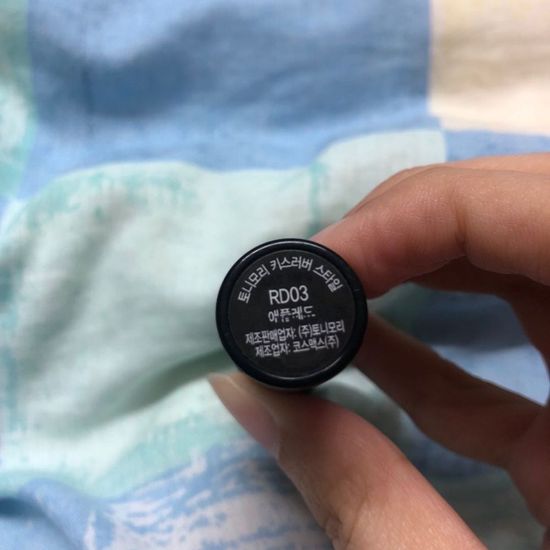 토니모리 키스러버 스타일
RD03
애플레드
제조판매업자: (주)토니모리
제조업자: 코스맥스(주)